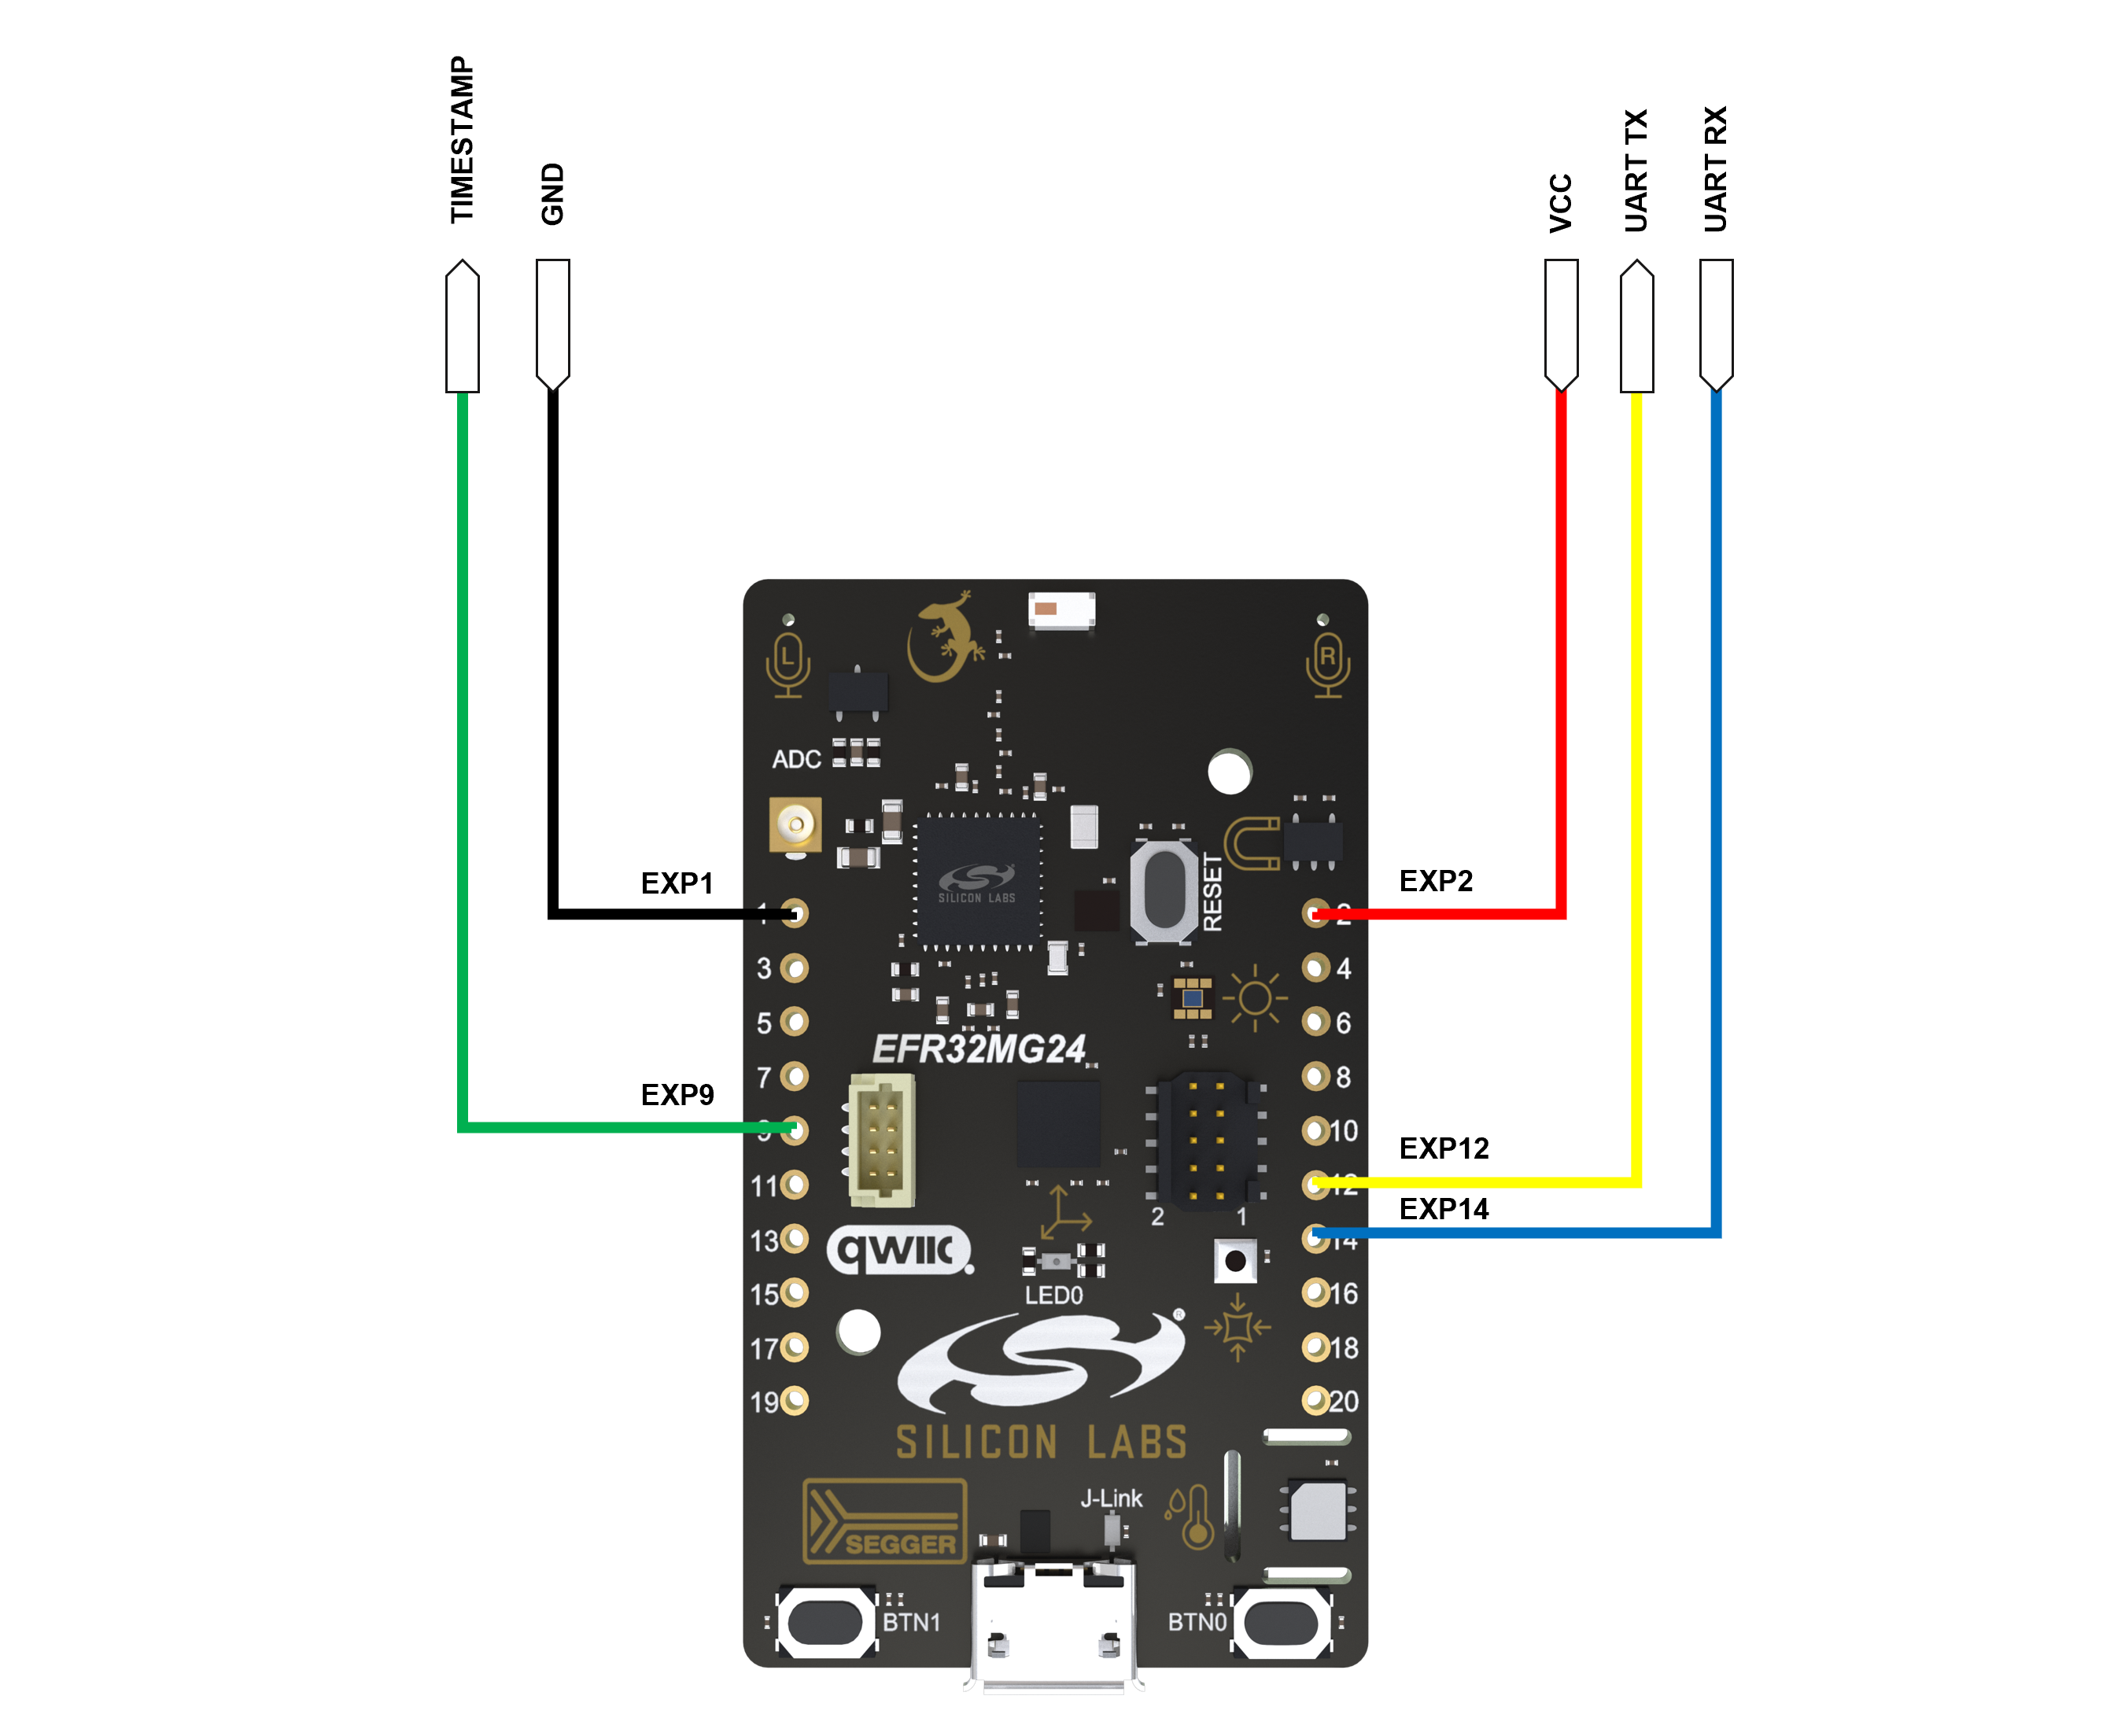 TIMESTAMP
GND
VCC
UART TX
UART RX
L
R
ADC
SILICON LABS
RESET
EXP1
EXP2
1
2
3
4
5
6
EFR32MG24
7
8
EXP9
9
10
EXP12
11
12
2 1
EXP14
13
14
qwiic
15
LED0
16
17
18
®
19
20
SILICON LABS
J-Link
SEGGER
BTN1
BTN0